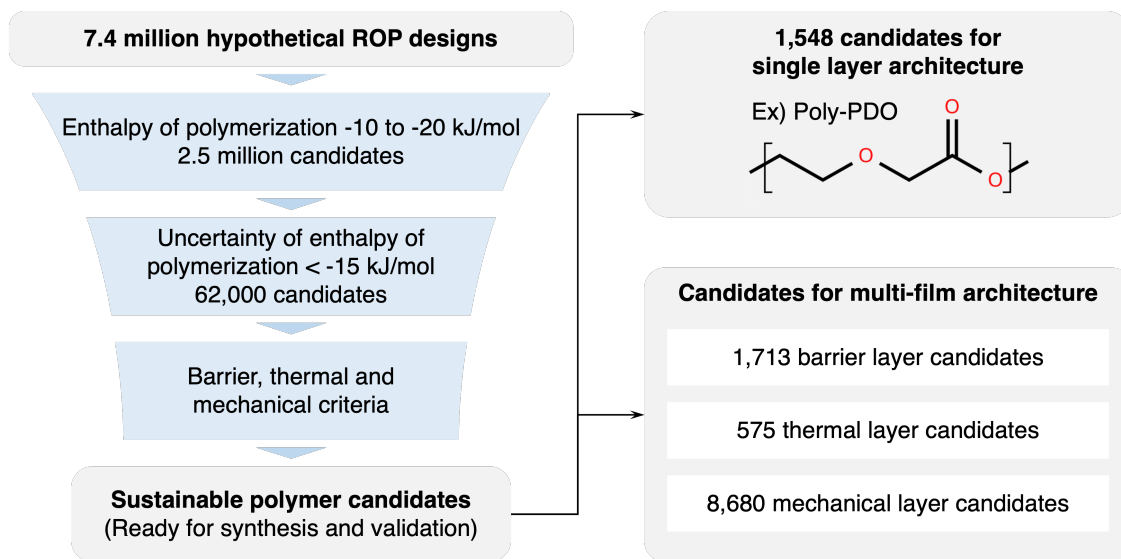 7.4 million hypothetical ROP designs
Enthalpy of polymerization -10 to -20 kJ/mol
2.5 million candidates
Uncertainty of enthalpy of
polymerization < -15 kJ/mol
62,000 candidates
Barrier, thermal and
mechanical criteria
Sustainable polymer candidates
(Ready for synthesis and validation)
1,548 candidates for
single layer architecture
Ex) Poly-PDO
O
O
O
Candidates for multi-film architecture
1,713 barrier layer candidates
575 thermal layer candidates
8,680 mechanical layer candidates